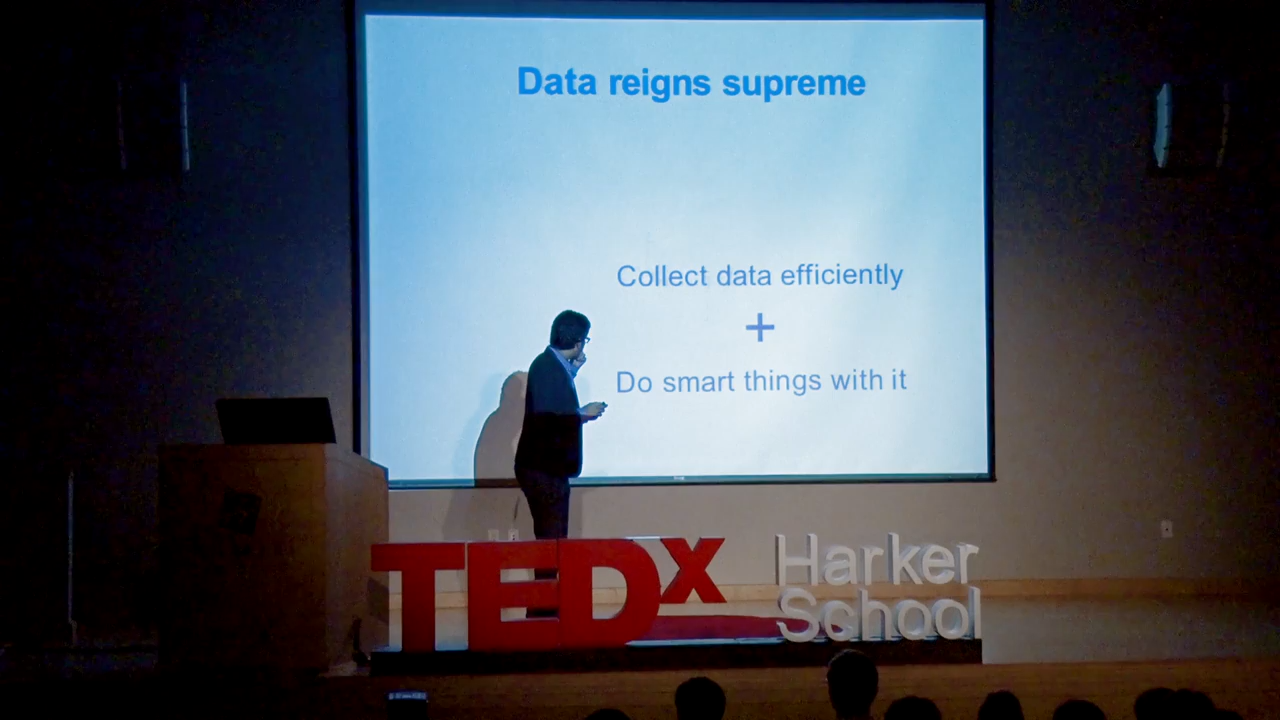 Data reigns supreme
Collect data efficiently
+
Do smart things with it
TEDx
Harker
School